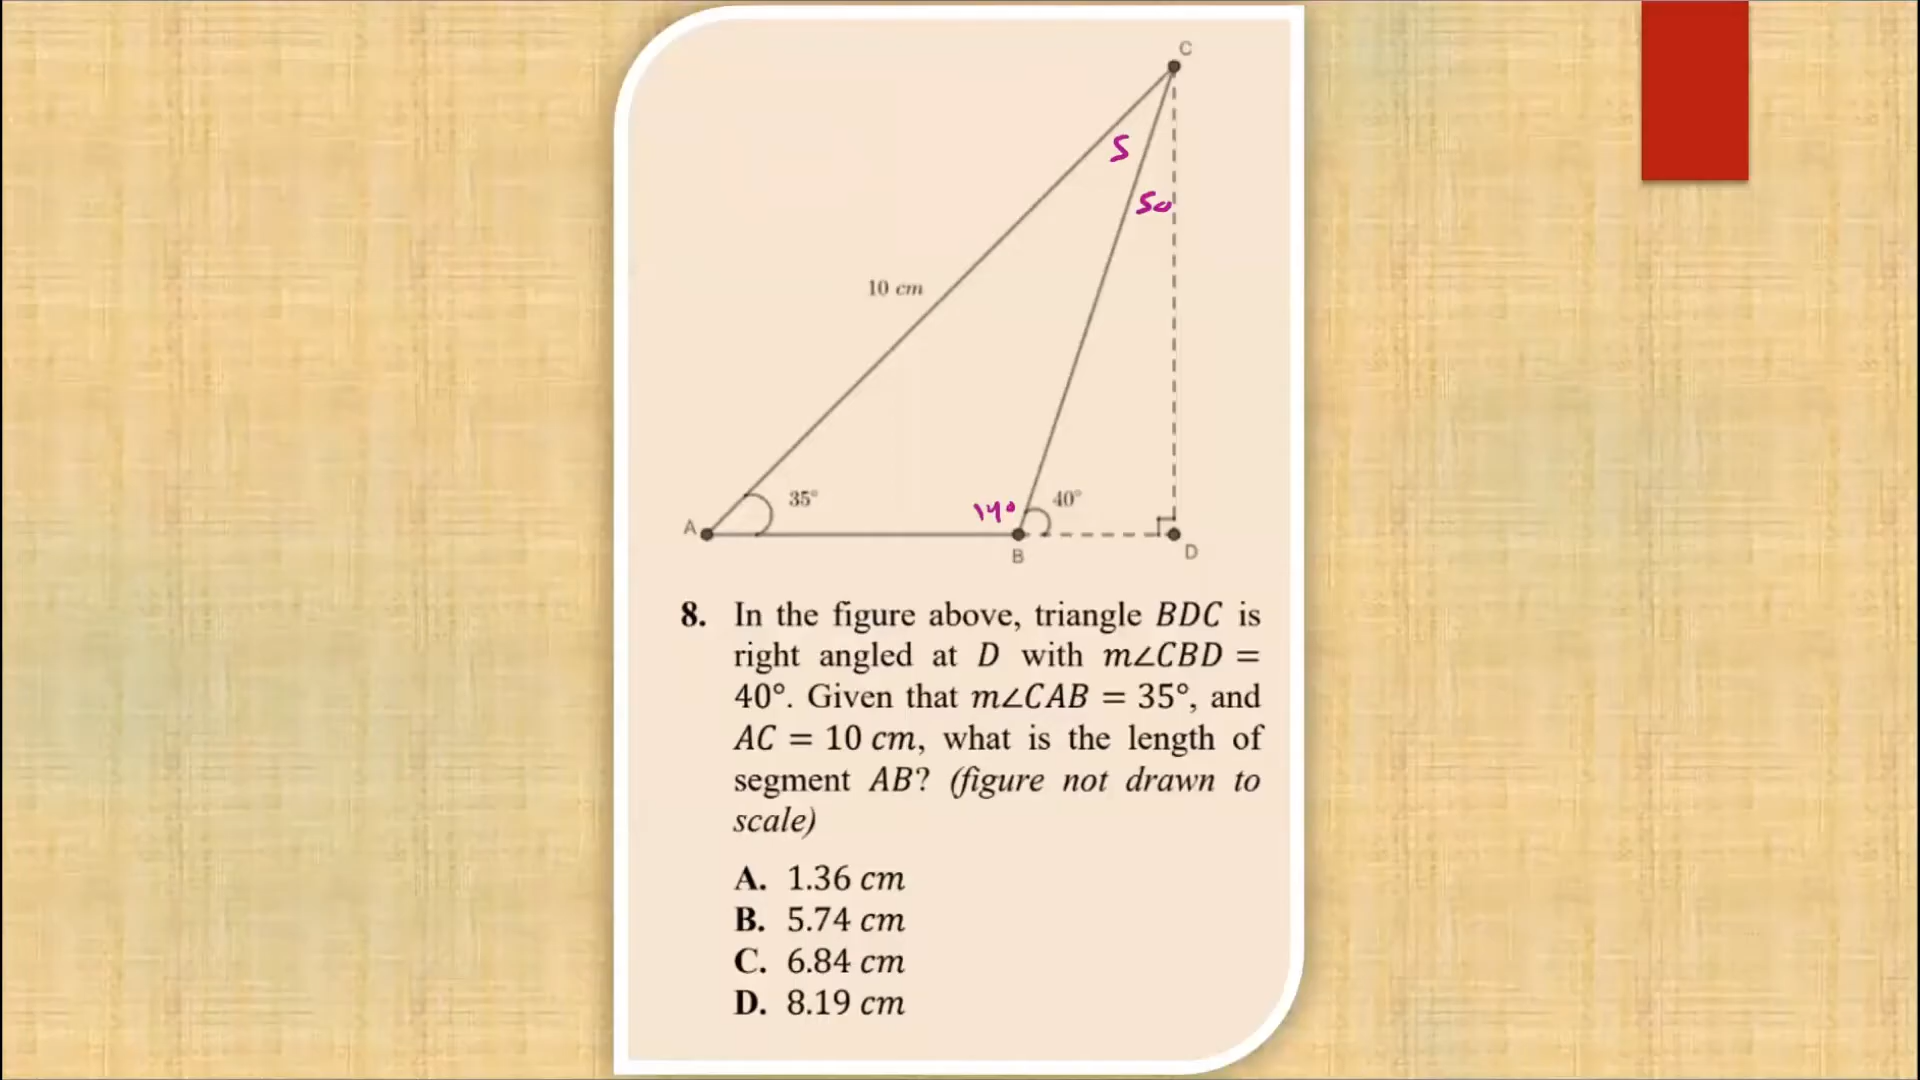 C
S
50
10 cm
35°
140
40°
A
B
D
8. In the figure above, triangle BDC is
right angled at D with m∠CBD =
40°. Given that m∠CAB = 35°, and
AC = 10 cm, what is the length of
segment AB? (figure not drawn to
scale)
A. 1.36 cm
B. 5.74 cm
C. 6.84 cm
D. 8.19 cm